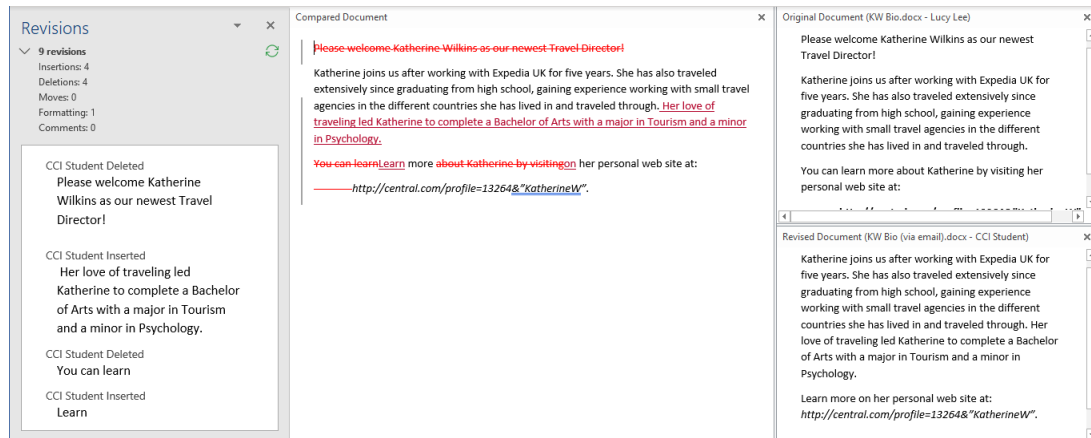 Revisions
9 revisions
Insertions: 4
Deletions: 4
Moves: 0
Formatting: 1
Comments: 0
CCI Student Deleted
Please welcome Katherine
Wilkins as our newest Travel
Director!
CCI Student Inserted
Her love of traveling led
Katherine to complete a Bachelor
of Arts with a major in Tourism
and a minor in Psychology.
CCI Student Deleted
You can learn
CCI Student Inserted
Learn
Compared Document
Please welcome Katherine Wilkins as our newest Travel Director!
Katherine joins us after working with Expedia UK for five years. She has also traveled
extensively since graduating from high school, gaining experience working with small travel
agencies in the different countries she has lived in and traveled through. Her love of
traveling led Katherine to complete a Bachelor of Arts with a major in Tourism and a minor
in Psychology.
You can learnLearn more about Katherine by visitingon her personal web site at:
http://central.com/profile=13264&"KatherineW".
Original Document (KW Bio.docx - Lucy Lee)
Please welcome Katherine Wilkins as our newest
Travel Director!
Katherine joins us after working with Expedia UK for
five years. She has also traveled extensively since
graduating from high school, gaining experience
working with small travel agencies in the different
countries she has lived in and traveled through.
You can learn more about Katherine by visiting her
personal web site at:
Revised Document (KW Bio (via email).docx - CCI Student)
Katherine joins us after working with Expedia UK for
five years. She has also traveled extensively since
graduating from high school, gaining experience
working with small travel agencies in the different
countries she has lived in and traveled through. Her
love of traveling led Katherine to complete a Bachelor
of Arts with a major in Tourism and a minor in
Psychology.
Learn more on her personal web site at:
http://central.com/profile=13264&"KatherineW".